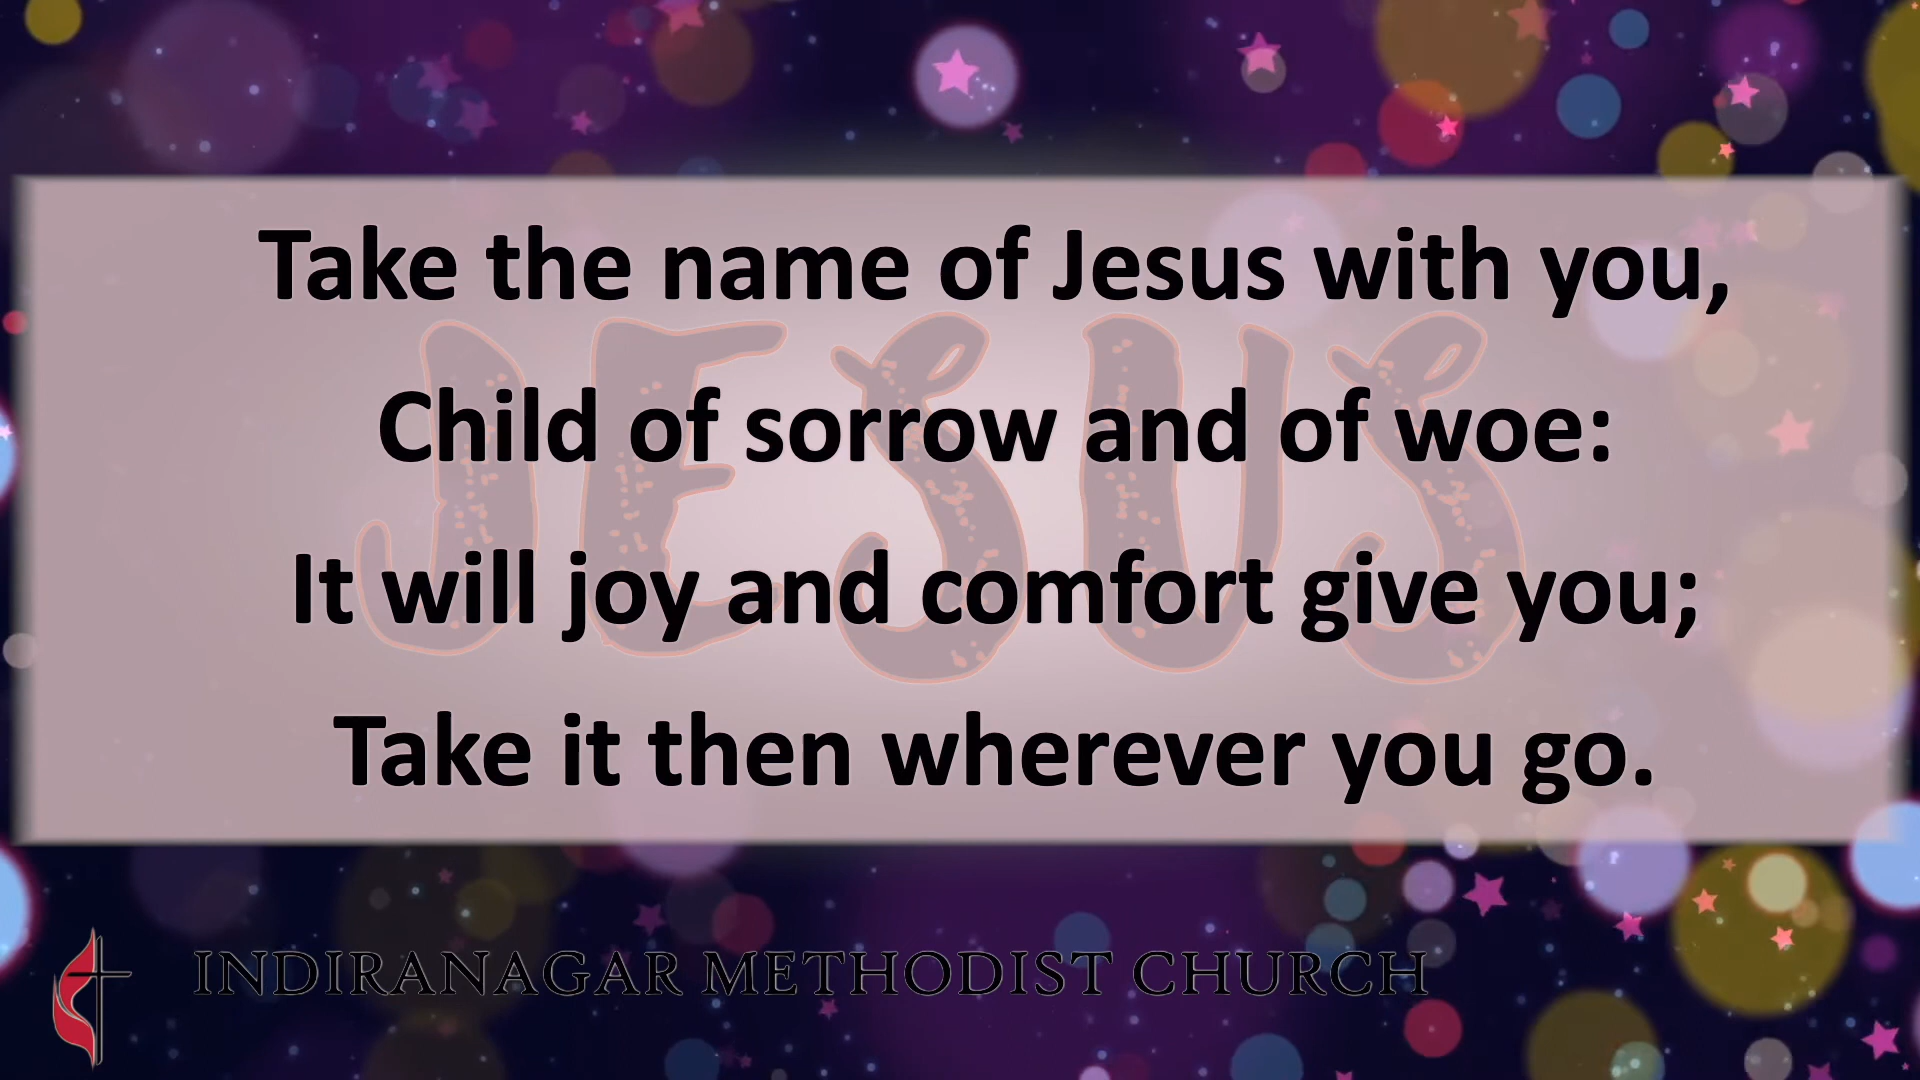 Take the name of Jesus with you,
Child of sorrow and of woe:
JESUS
It will joy and comfort give you;
Take it then wherever you go.
INDIRANAGAR METHODIST CHURCH